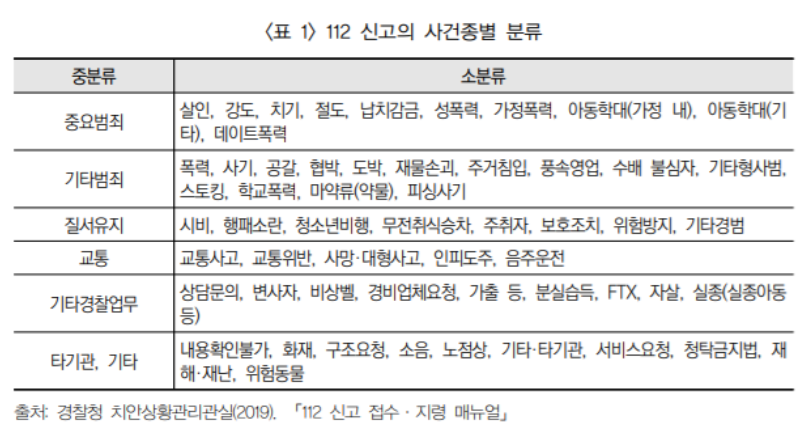 〈표 1〉 112 신고의 사건종별 분류
중분류 소분류
중요범죄 살인, 강도, 치기, 절도, 납치감금, 성폭력, 가정폭력, 아동학대(가정 내), 아동학대(기
타), 데이트폭력
기타범죄 폭력, 사기, 공갈, 협박, 도박, 재물손괴, 주거침입, 풍속영업, 수배 불심자, 기타형사범,
스토킹, 학교폭력, 마약류(약물), 피싱사기
질서유지 시비, 행패소란, 청소년비행, 무전취식승차, 주취자, 보호조치, 위험방지, 기타경범
교통 교통사고, 교통위반, 사망·대형사고, 인피도주, 음주운전
기타경찰업무 상담문의, 변사자, 비상벨, 경비업체요청, 가출 등, 분실습득, FTX, 자살, 실종(실종아동
등)
타기관, 기타 내용확인불가, 화재, 구조요청, 소음, 노점상, 기타·타기관, 서비스요청, 청탁금지법, 재
해·재난, 위험동물
출처: 경찰청 치안상황관리관실(2019). 「112 신고 접수·지령 매뉴얼」